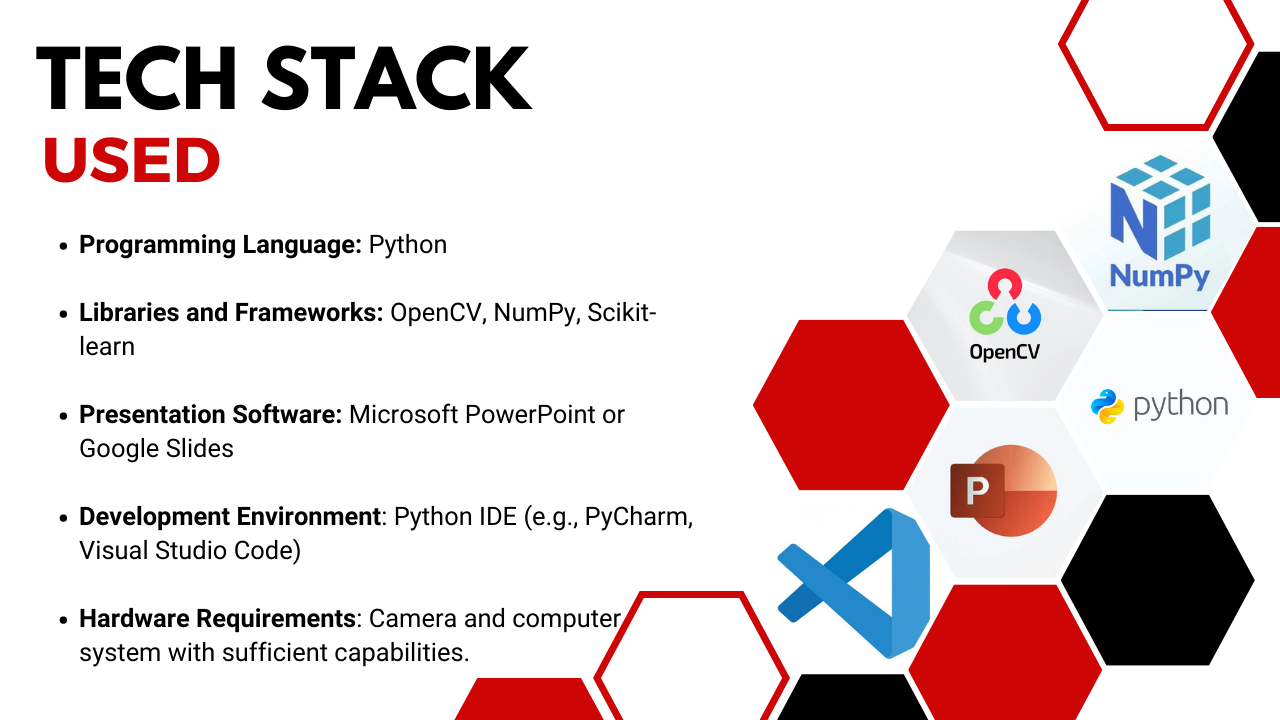 TECH STACK
USED
• Programming Language: Python
• Libraries and Frameworks: OpenCV, NumPy, Scikit-
learn
• Presentation Software: Microsoft PowerPoint or
Google Slides
• Development Environment: Python IDE (e.g., PyCharm,
Visual Studio Code)
• Hardware Requirements: Camera and computer
system with sufficient capabilities.
N
NumPy
OpenCV
python
P